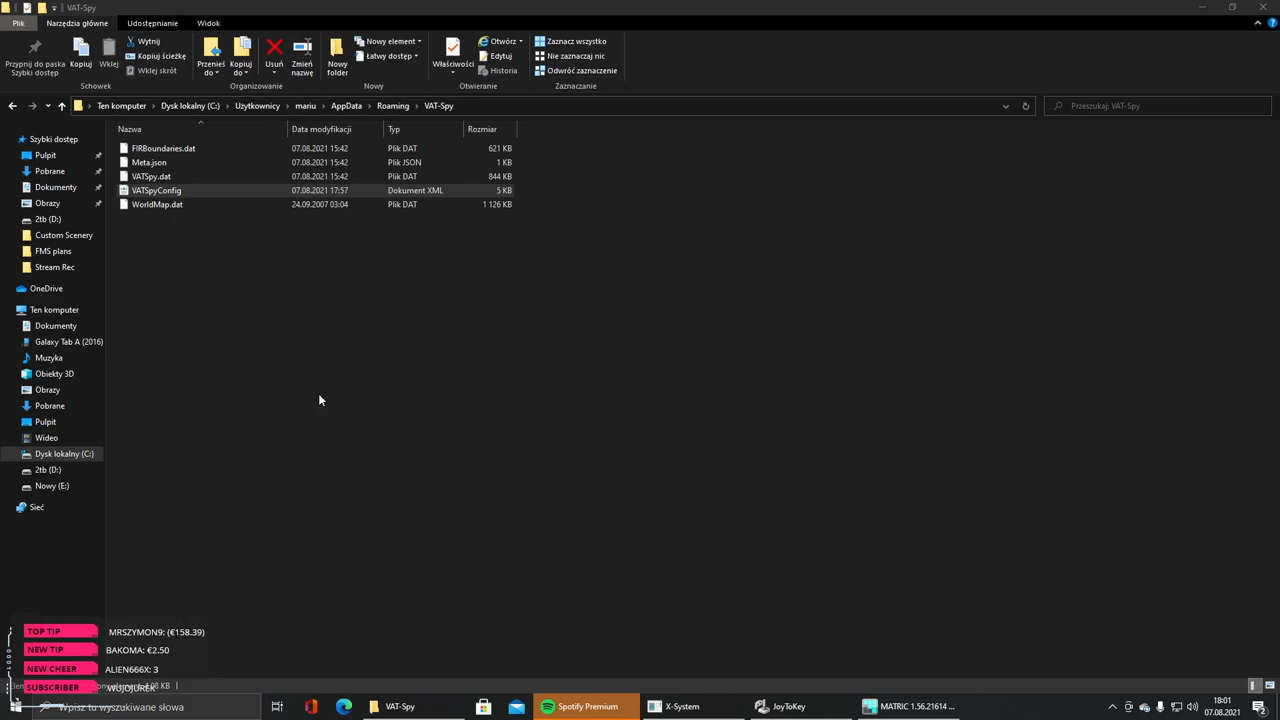 VAT-Spy
Plik
Narzędzia główne
Udostępnianie
Widok
Przypnij do paska Szybki dostęp
Kopiuj
Wklej
Wytnij
Kopiuj ścieżkę
Wklej skrót
Schowek
Przenieś do
Kopiuj do
Usuń
Zmień nazwę
Organizowanie
Nowy folder
Nowy element
Łatwy dostęp
Nowy
Właściwości
Otwórz
Edytuj
Historia
Otwieranie
Zaznacz wszystko
Nie zaznaczaj nic
Odwróć zaznaczenie
Zaznaczanie
Ten komputer
Dysk lokalny (C:)
Użytkownicy
mariu
AppData
Roaming
VAT-Spy
Przeszukaj: VAT-Spy
Nazwa Data modyfikacji Typ Rozmiar
FIRBoundaries.dat 07.08.2021 15:42 Plik DAT 621 KB
Meta.json 07.08.2021 15:42 Plik JSON 1 KB
VATSpy.dat 07.08.2021 15:42 Plik DAT 844 KB
VATSpyConfig 07.08.2021 17:57 Dokument XML 5 KB
WorldMap.dat 24.09.2007 03:04 Plik DAT 1 126 KB
Szybki dostęp
Pulpit
Pobrane
Dokumenty
Obrazy
2tb (D:)
Custom Scenery
FMS plans
Stream Rec
OneDrive
Ten komputer
Dokumenty
Galaxy Tab A (2016)
Muzyka
Obiekty 3D
Obrazy
Pobrane
Pulpit
Wideo
Dysk lokalny (C:)
2tb (D:)
Nowy (E:)
Sieć
TOP TIP MRSZYMON9: (€158.39)
NEW TIP BAKOMA: €2.50
NEW CHEER ALIEN666X: 3
SUBSCRIBER WUJOJUREK
KB
Wpisz tu wyszukiwane słowa
VAT-Spy
Spotify Premium
X-System
JoyToKey
MATRIC 1.56.21614 ...
18:01
07.08.2021